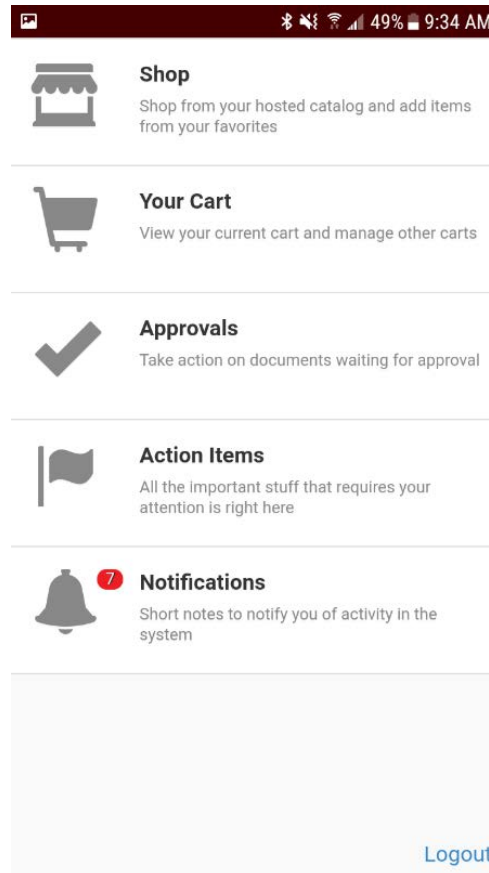 49% 9:34 AM
Shop
Shop from your hosted catalog and add items
from your favorites
Your Cart
View your current cart and manage other carts
Approvals
Take action on documents waiting for approval
Action Items
All the important stuff that requires your
attention is right here
7 Notifications
Short notes to notify you of activity in the
system
Logout